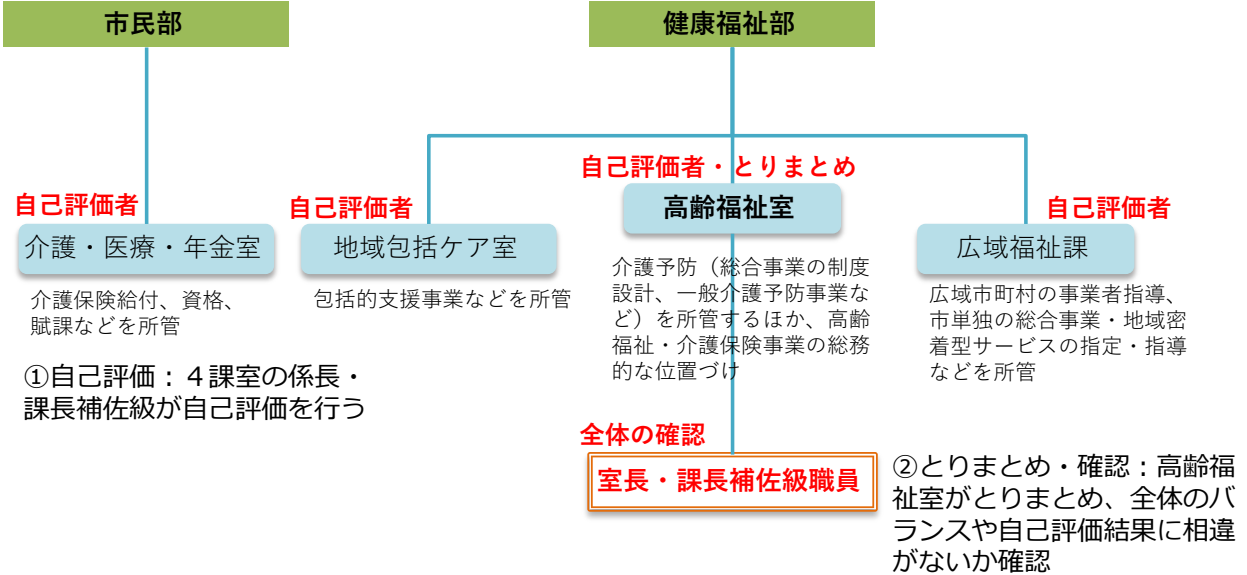 市民部
健康福祉部
自己評価者
介護・医療・年金室
介護保険給付、資格、
賦課などを所管
自己評価者
地域包括ケア室
包括的支援事業などを所管
自己評価者・とりまとめ
高齢福祉室
介護予防（総合事業の制度
設計、一般介護予防事業な
ど）を所管するほか、高齢
福祉・介護保険事業の総務
的な位置づけ
自己評価者
広域福祉課
広域市町村の事業者指導、
市単独の総合事業・地域密
着型サービスの指定・指導
などを所管
①自己評価：４課室の係長・
課長補佐級が自己評価を行う
全体の確認
室長・課長補佐級職員
②とりまとめ・確認：高齢福
祉室がとりまとめ、全体のバ
ランスや自己評価結果に相違
がないか確認